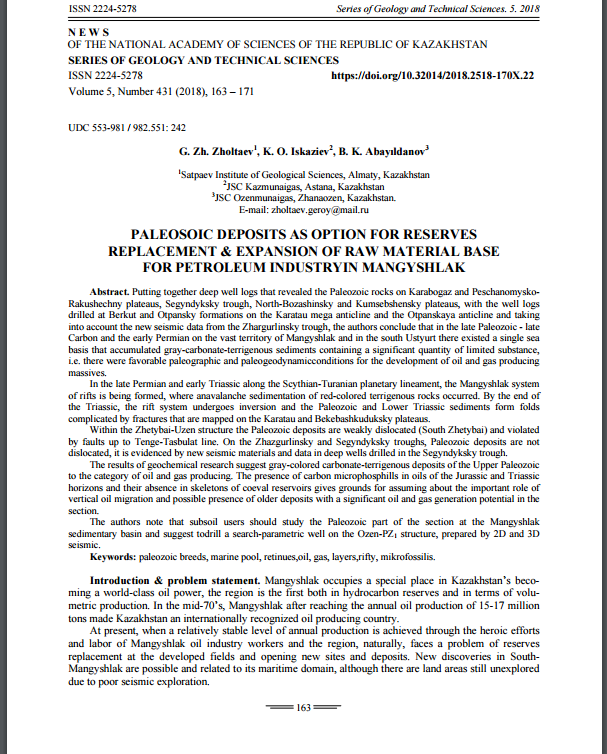 ISSN 2224-5278 Series of Geology and Technical Sciences. 5. 2018
N E W S
OF THE NATIONAL ACADEMY OF SCIENCES OF THE REPUBLIC OF KAZAKHSTAN
SERIES OF GEOLOGY AND TECHNICAL SCIENCES
ISSN 2224-5278 https://doi.org/10.32014/2018.2518-170X.22
Volume 5, Number 431 (2018), 163 – 171
UDC 553-981 / 982.551: 242
G. Zh. Zholtaev1, K. O. Iskaziev2, B. K. Abayıldanov3
1Satpaev Institute of Geological Sciences, Almaty, Kazakhstan
2JSC Kazmunaigas, Astana, Kazakhstan
3JSC Ozenmunaigas, Zhanaozen, Kazakhstan.
E-mail: zholtaev.geroy@mail.ru
PALEOSOIC DEPOSITS AS OPTION FOR RESERVES
REPLACEMENT & EXPANSION OF RAW MATERIAL BASE
FOR PETROLEUM INDUSTRYIN MANGYSHLAK
Abstract. Putting together deep well logs that revealed the Paleozoic rocks on Karabogaz and Peschanomysko-
Rakushechny plateaus, Segyndyksky trough, North-Bozashinsky and Kumsebshensky plateaus, with the well logs
drilled at Berkut and Otpansky formations on the Karatau mega anticline and the Otpanskaya anticline and taking
into account the new seismic data from the Zhargurlinsky trough, the authors conclude that in the late Paleozoic - late
Carbon and the early Permian on the vast territory of Mangyshlak and in the south Ustyurt there existed a single sea
basis that accumulated gray-carbonate-terrigenous sediments containing a significant quantity of limited substance,
i.e. there were favorable paleographic and paleogeodynamicconditions for the development of oil and gas producing
massives.
In the late Permian and early Triassic along the Scythian-Turanian planetary lineament, the Mangyshlak system
of rifts is being formed, where anavalanche sedimentation of red-colored terrigenous rocks occurred. By the end of
the Triassic, the rift system undergoes inversion and the Paleozoic and Lower Triassic sediments form folds
complicated by fractures that are mapped on the Karatau and Bekebashkuduksky plateaus.
Within the Zhetybai-Uzen structure the Paleozoic deposits are weakly dislocated (South Zhetybai) and violated
by faults up to Tenge-Tasbulat line. On the Zhazgurlinsky and Segyndyksky troughs, Paleozoic deposits are not
dislocated, it is evidenced by new seismic materials and data in deep wells drilled in the Segyndyksky trough.
The results of geochemical research suggest gray-colored carbonate-terrigenous deposits of the Upper Paleozoic
to the category of oil and gas producing. The presence of carbon microphosphills in oils of the Jurassic and Triassic
horizons and their absence in skeletons of coeval reservoirs gives grounds for assuming about the important role of
vertical oil migration and possible presence of older deposits with a significant oil and gas generation potential in the
section.
The authors note that subsoil users should study the Paleozoic part of the section at the Mangyshlak
sedimentary basin and suggest todrill a search-parametric well on the Ozen-PZ1 structure, prepared by 2D and 3D
seismic.
Keywords: paleozoic breeds, marine pool, retinues,oil, gas, layers,rifty, mikrofossilis.
Introduction & problem statement. Mangyshlak occupies a special place in Kazakhstan's beco-
ming a world-class oil power, the region is the first both in hydrocarbon reserves and in terms of volu-
metric production. In the mid-70's, Mangyshlak after reaching the annual oil production of 15-17 million
tons made Kazakhstan an internationally recognized oil producing country.
At present, when a relatively stable level of annual production is achieved through the heroic efforts
and labor of Mangyshlak oil industry workers and the region, naturally, faces a problem of reserves
replacement at the developed fields and opening new sites and deposits. New discoveries in South-
Mangyshlak are possible and related to its maritime domain, although there are land areas still unexplored
due to poor seismic exploration.
163